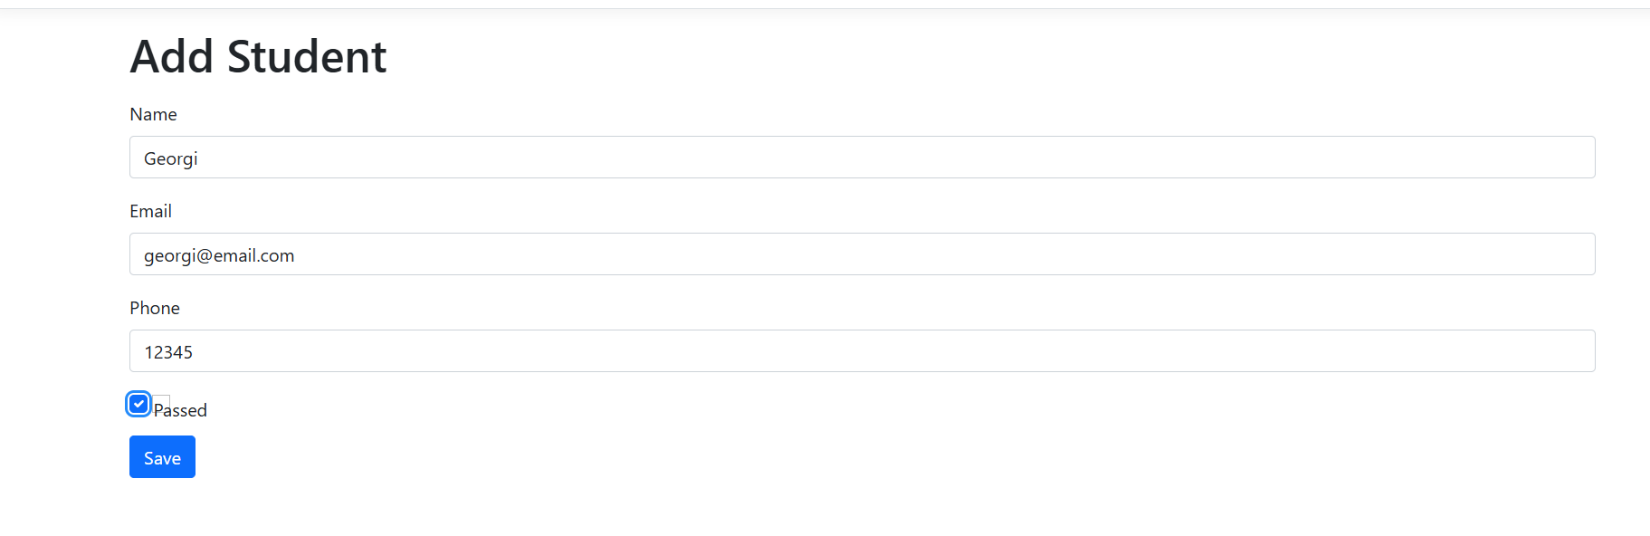 Add Student
Name
Georgi
Email
georgi@email.com
Phone
12345
Passed
Save